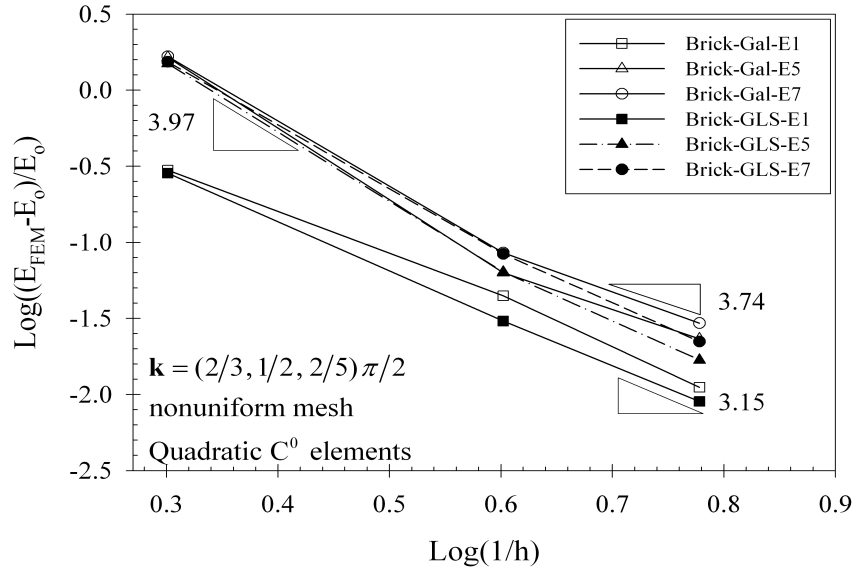 Log((E_FEM-E_o)/E_o)
0.5
0.0
-0.5
-1.0
-1.5
-2.0
-2.5
Brick-Gal-E1
Brick-Gal-E5
Brick-Gal-E7
Brick-GLS-E1
Brick-GLS-E5
Brick-GLS-E7
3.97
3.74
3.15
k = (2/3, 1/2, 2/5) π/2
nonuniform mesh
Quadratic C⁰ elements
0.3 0.4 0.5 0.6 0.7 0.8 0.9
Log(1/h)